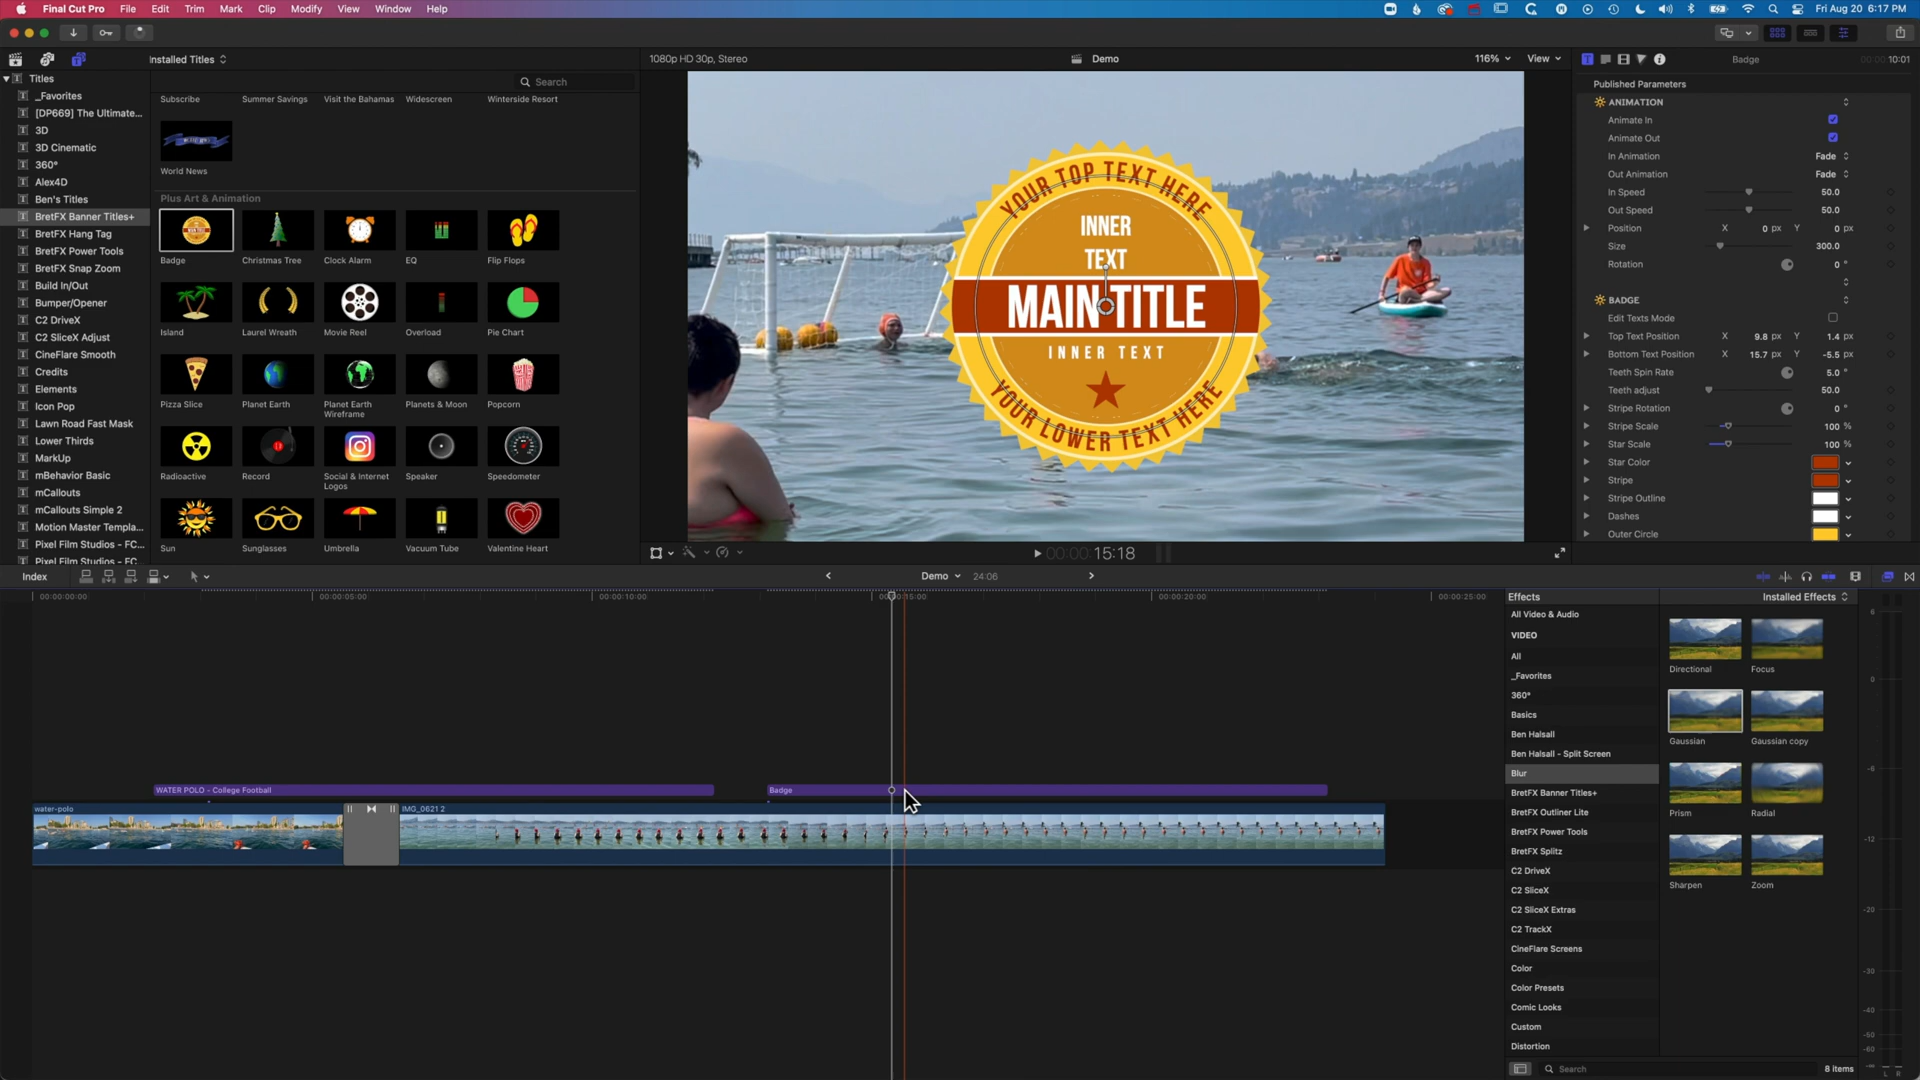 Final Cut Pro File Edit Trim Mark Clip Modify View Window Help
Fri Aug 20 6:17 PM
Installed Titles
1080p HD 30p, Stereo
Demo
116%
View
Badge
10:01
Titles
_Favorites
[DP669] The Ultimate...
3D
3D Cinematic
360°
Alex4D
Ben's Titles
BretFX Banner Titles+
BretFX Hang Tag
BretFX Power Tools
BretFX Snap Zoom
Build In/Out
Bumper/Opener
C2 DriveX
C2 SliceX Adjust
CineFlare Smooth
Credits
Elements
Icon Pop
Lawn Road Fast Mask
Lower Thirds
MarkUp
mBehavior Basic
mCallouts
mCallouts Simple 2
Motion Master Templa...
Pixel Film Studios - FC...
Pixel Film Studios - FC
Search
Subscribe
Summer Savings
Visit the Bahamas
Widescreen
Winterside Resort
World News
Plus Art & Animation
Badge
Christmas Tree
Clock Alarm
EQ
Flip Flops
Island
Laurel Wreath
Movie Reel
Overload
Pie Chart
Pizza Slice
Planet Earth
Planet Earth
Wireframe
Planets & Moon
Popcorn
Radioactive
Record
Social & Internet
Logos
Speaker
Speedometer
Sun
Sunglasses
Umbrella
Vacuum Tube
Valentine Heart
YOUR TOP TEXT HERE
INNER
TEXT
MAIN TITLE
INNER TEXT
YOUR LOWER TEXT HERE
00:00:15:18
Published Parameters
ANIMATION
Animate In
Animate Out
In Animation Fade
Out Animation Fade
In Speed 50.0
Out Speed 50.0
Position X 0 px Y 0 px
Size 300.0
Rotation 0 °
BADGE
Edit Texts Mode
Top Text Position X 9.8 px Y 1.4 px
Bottom Text Position X 15.7 px Y -5.5 px
Teeth Spin Rate 5.0 °
Teeth adjust 50.0
Stripe Rotation 0 °
Stripe Scale 100 %
Star Scale 100 %
Star Color
Stripe
Stripe Outline
Dashes
Outer Circle
Index
Demo
24:06
00:00:00:00
00:00:05:00
00:00:10:00
00:00:15:00
00:00:20:00
00:00:25:00
WATER POLO - College Football
Badge
water-polo
IMG_0621 2
Effects
Installed Effects
All Video & Audio
VIDEO
All
_Favorites
360°
Basics
Ben Halsall
Ben Halsall - Split Screen
Blur
BretFX Banner Titles+
BretFX Outliner Lite
BretFX Power Tools
BretFX Splitz
C2 DriveX
C2 SliceX
C2 SliceX Extras
C2 TrackX
CineFlare Screens
Color
Color Presets
Comic Looks
Custom
Distortion
Directional
Focus
Gaussian
Gaussian copy
Prism
Radial
Sharpen
Zoom
Search
8 items
6
0
-6
-12
-20
-30
-40
-50
-60
-∞
L R